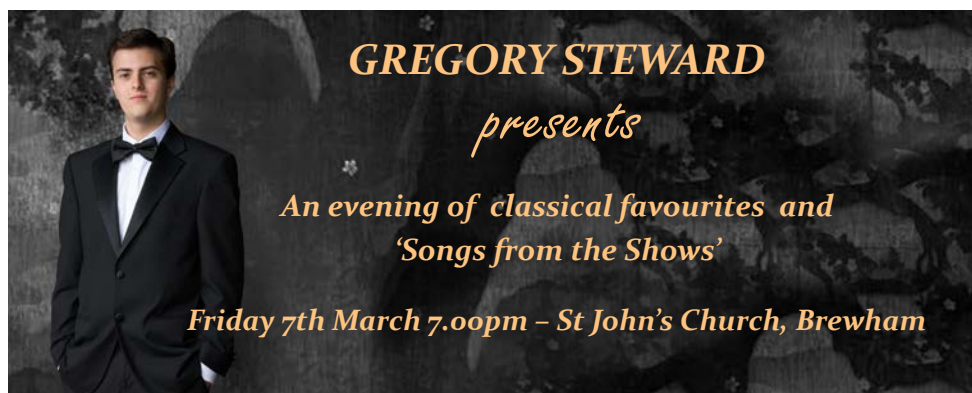 GREGORY STEWARD
presents
An evening of classical favourites and
‘Songs from the Shows’
Friday 7th March 7.00pm – St John’s Church, Brewham